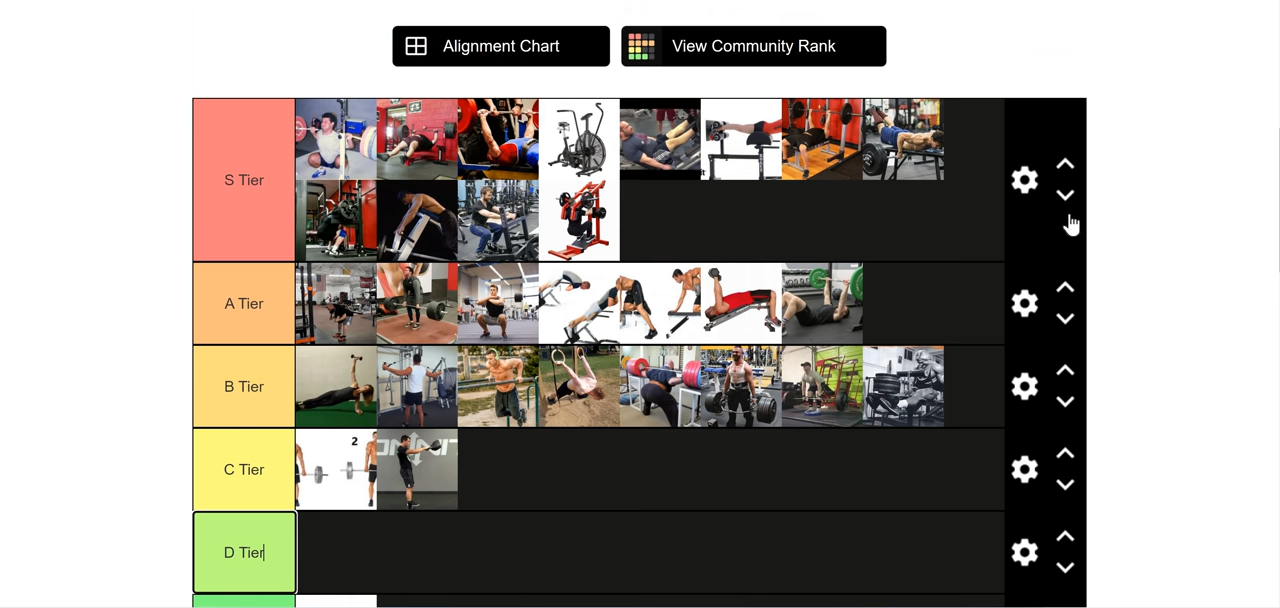 Alignment Chart
View Community Rank
S Tier
A Tier
B Tier
C Tier
2
D Tier